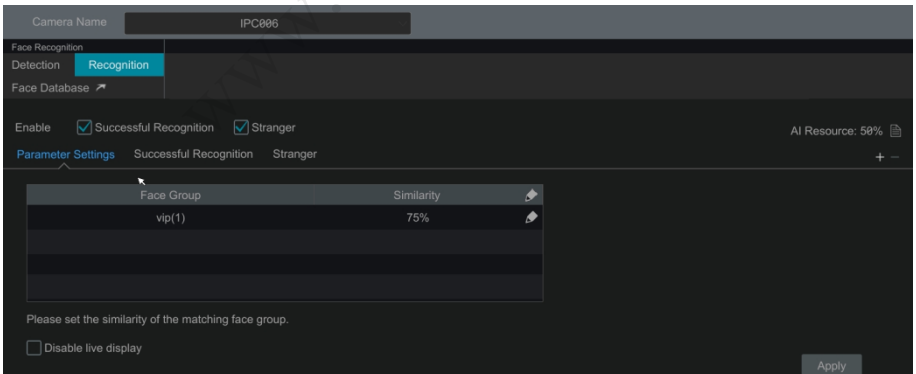 Camera Name IPC006
Face Recognition
Detection Recognition
Face Database
Enable Successful Recognition Stranger AI Resource: 50%
Parameter Settings Successful Recognition Stranger + −
Face Group Similarity
vip(1) 75%
Please set the similarity of the matching face group.
Disable live display
Apply
www.